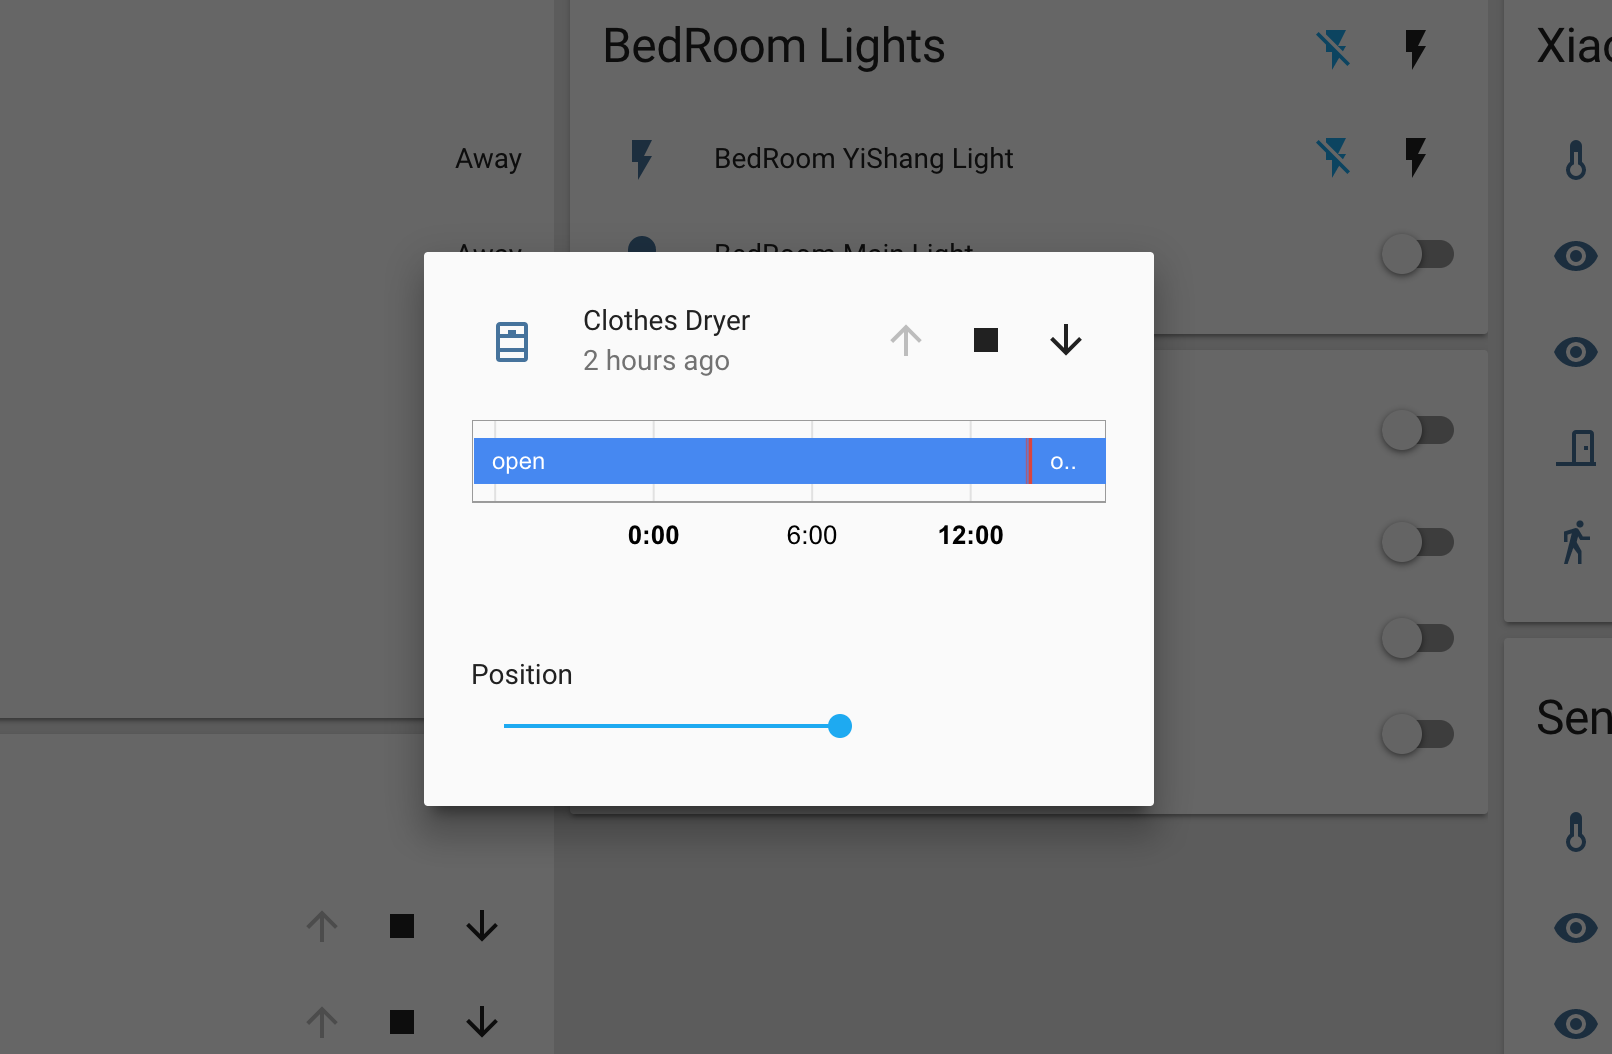 BedRoom Lights
Xiao
Away
BedRoom YiShang Light
Away
BedRoom Main Light
Clothes Dryer
2 hours ago
open
o..
0:00
6:00
12:00
Position
Sen